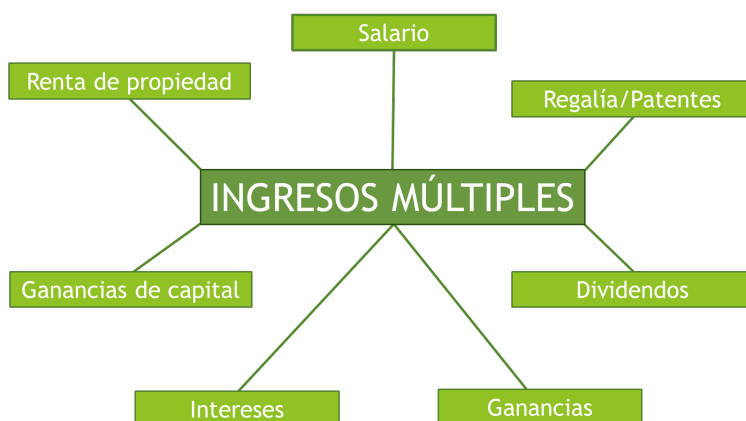 Salario
Renta de propiedad
Regalía/Patentes
INGRESOS MÚLTIPLES
Ganancias de capital
Dividendos
Intereses
Ganancias